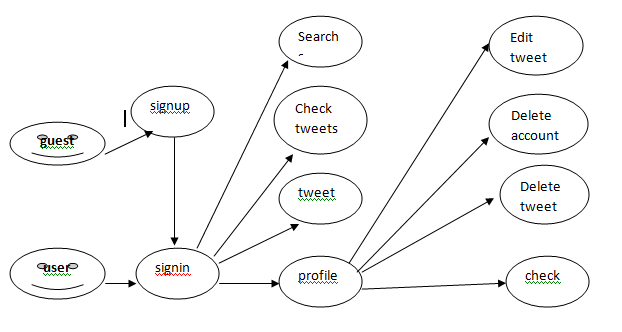 Search
Edit
tweet
signup
Check
tweets
Delete
account
guest
tweet
Delete
tweet
user
signin
profile
check